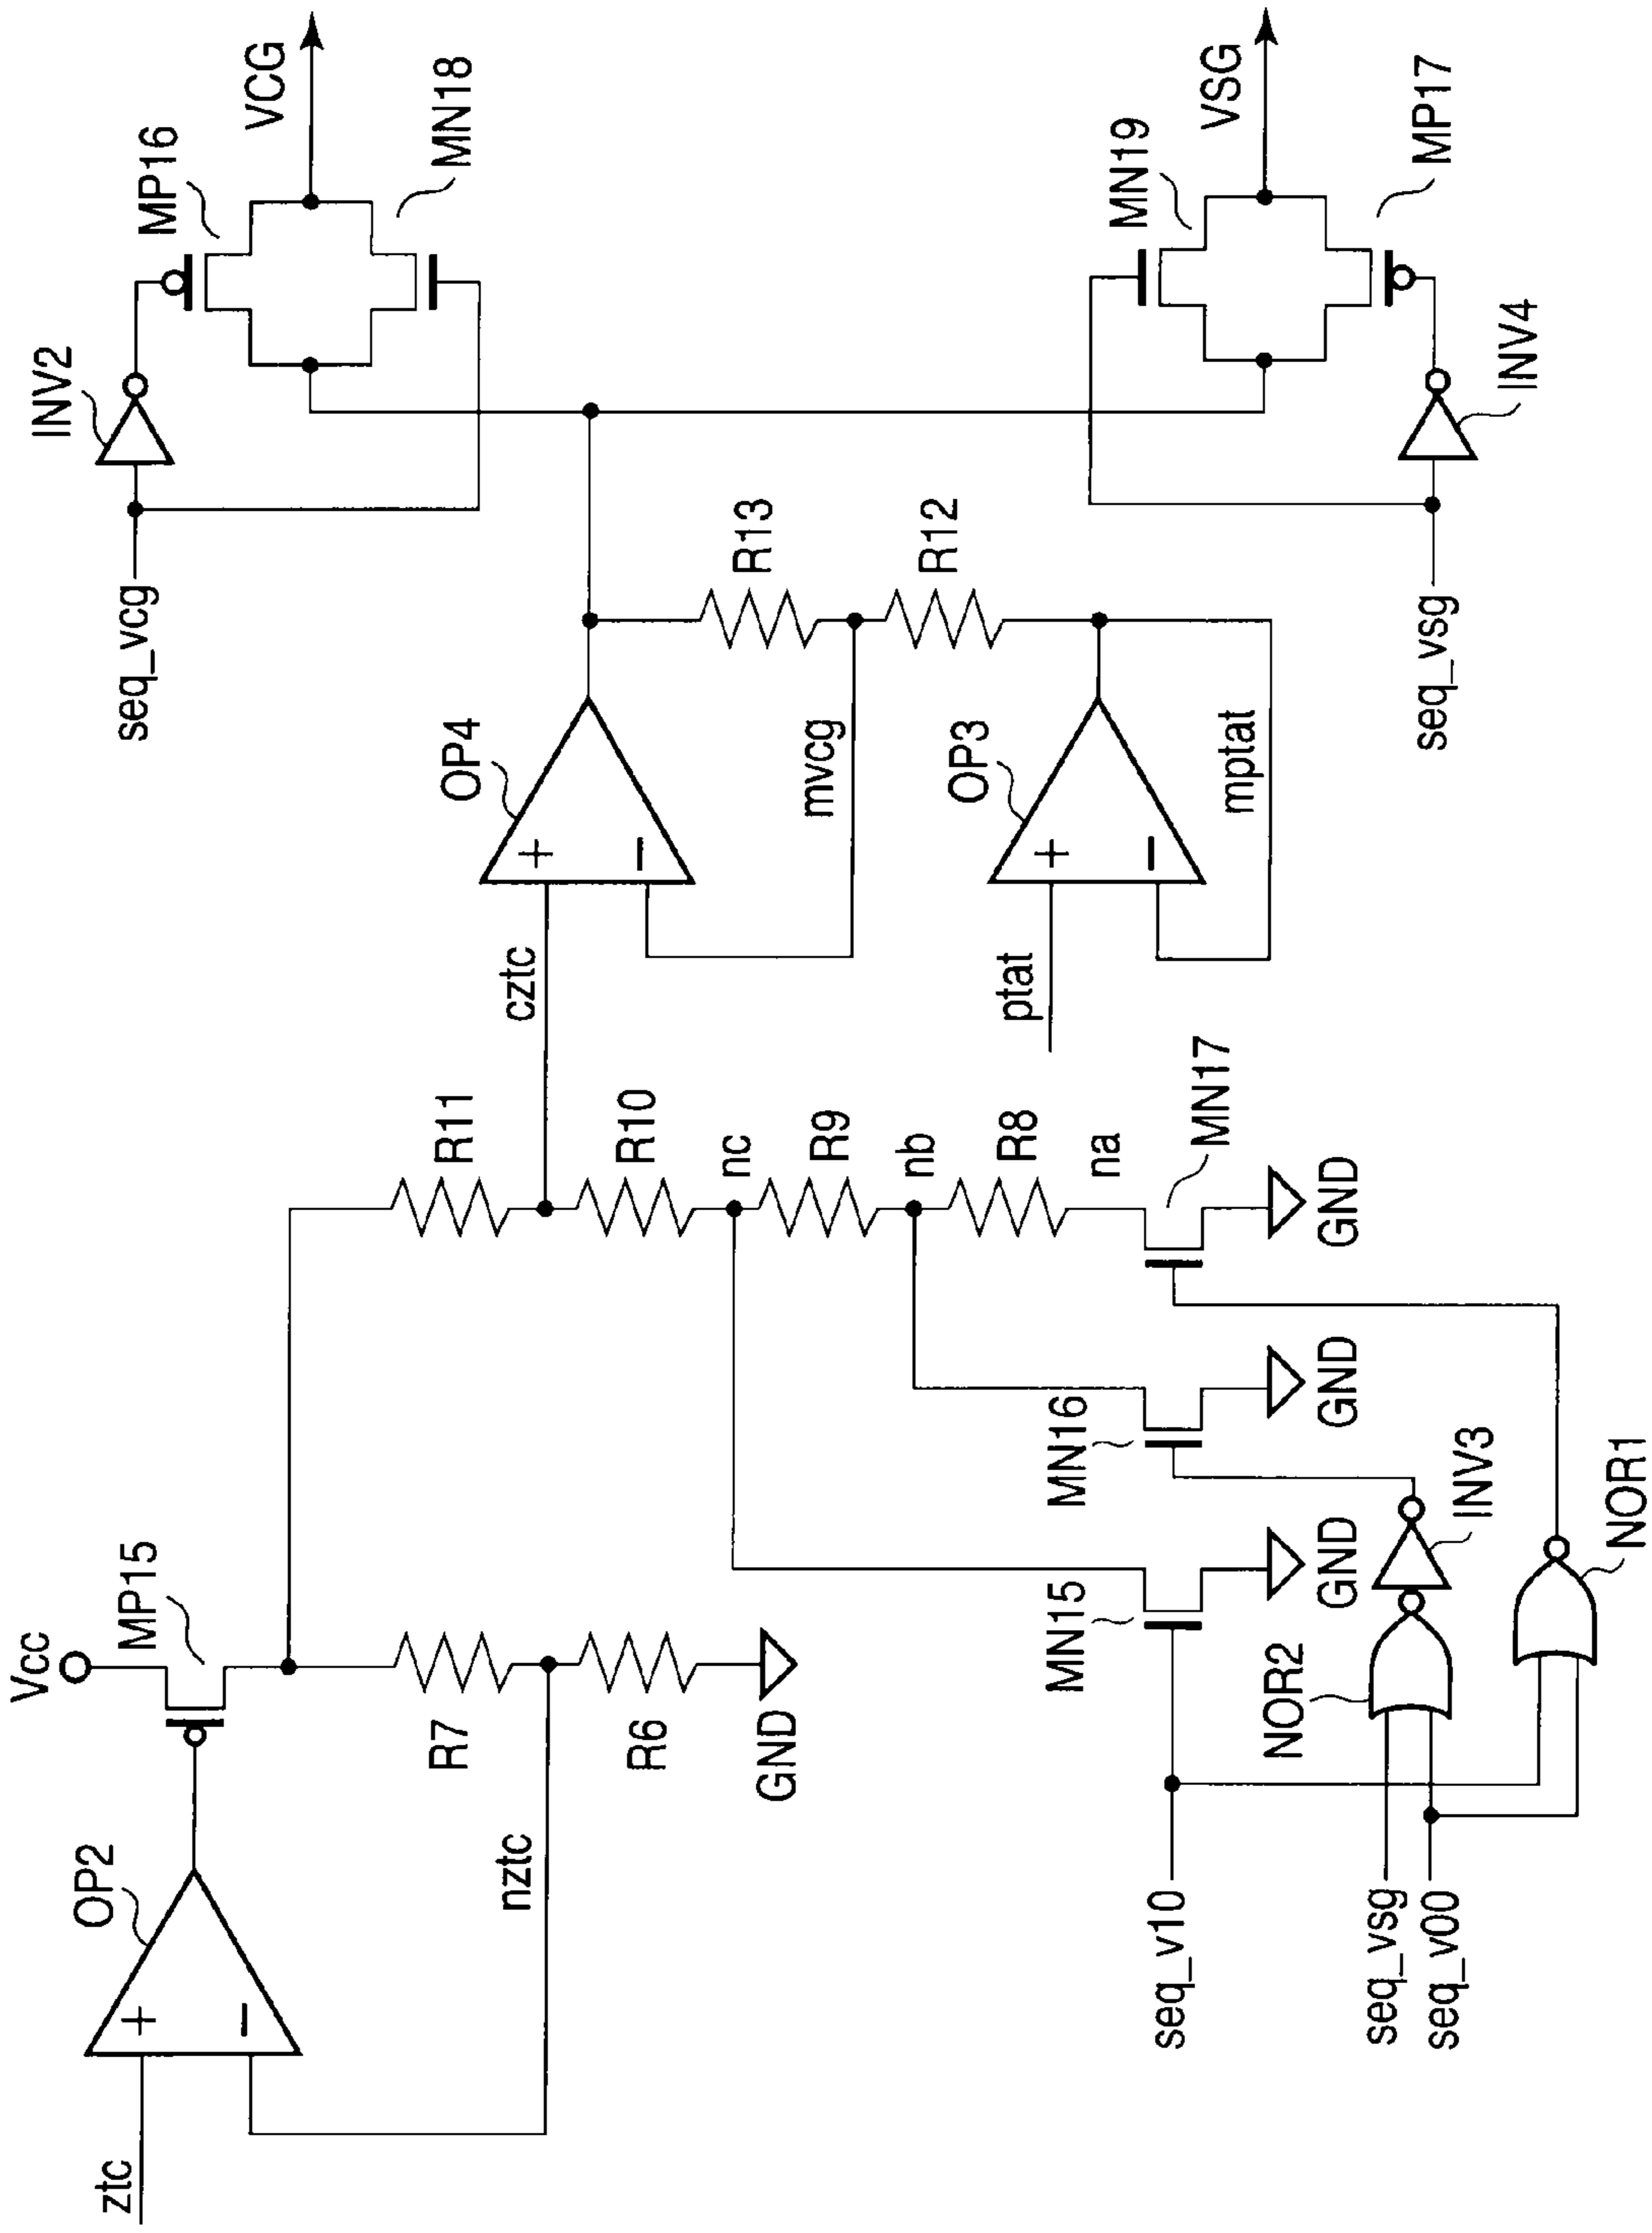 ztc
OP2
+
−
nztc
Vcc
MP15
R7
R6
GND
R11
cztc
R10
nc
R9
nb
R8
na
MN17
GND
MN16
GND
MN15
GND
INV3
NOR2
NOR1
seq_v10
seq_vsg
seq_v00
OP4
+
−
mvcg
R13
R12
ptat
OP3
+
−
mptat
seq_vcg
INV2
MP16
MN18
VCG
seq_vsg
INV4
MN19
MP17
VSG